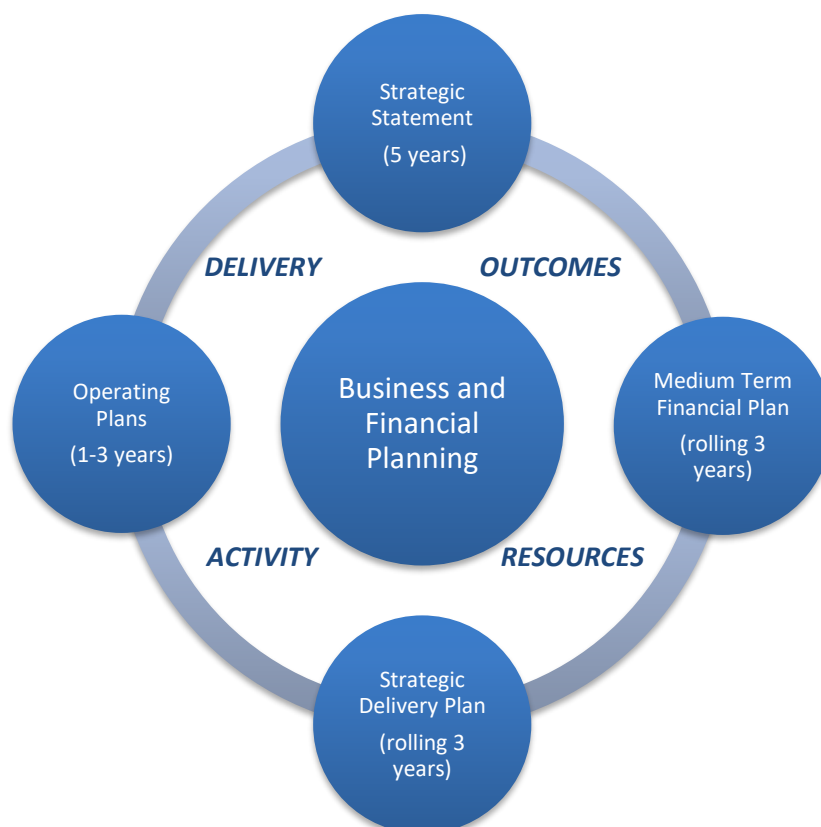 Strategic
Statement
(5 years)
DELIVERY
OUTCOMES
Operating
Plans
(1-3 years)
Business and
Financial
Planning
Medium Term
Financial Plan
(rolling 3
years)
ACTIVITY
RESOURCES
Strategic
Delivery Plan
(rolling 3
years)